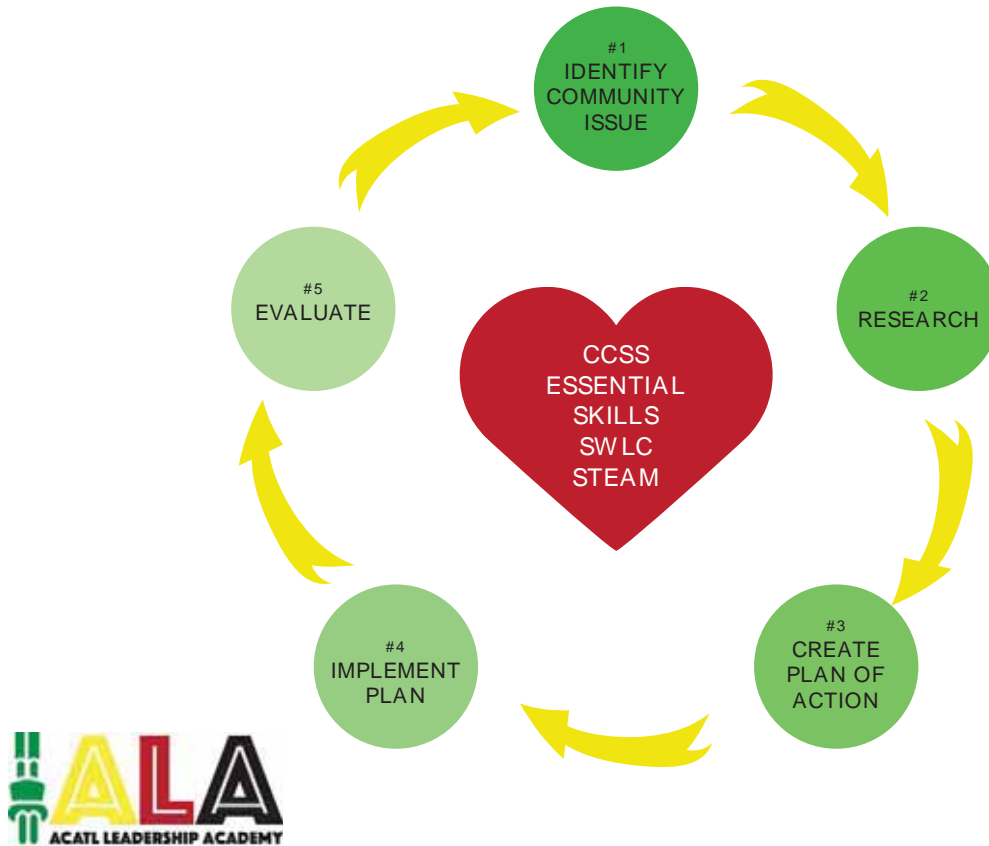 #1
IDENTIFY
COMMUNITY
ISSUE
#2
RESEARCH
#3
CREATE
PLAN OF
ACTION
#4
IMPLEMENT
PLAN
#5
EVALUATE
CCSS
ESSENTIAL
SKILLS
SWLC
STEAM
ALA
ACATL LEADERSHIP ACADEMY